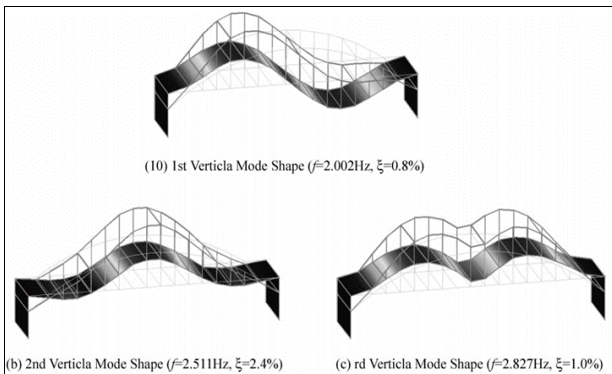 (10) 1st Verticla Mode Shape (f=2.002Hz, ξ=0.8%)
(b) 2nd Verticla Mode Shape (f=2.511Hz, ξ=2.4%)
(c) rd Verticla Mode Shape (f=2.827Hz, ξ=1.0%)